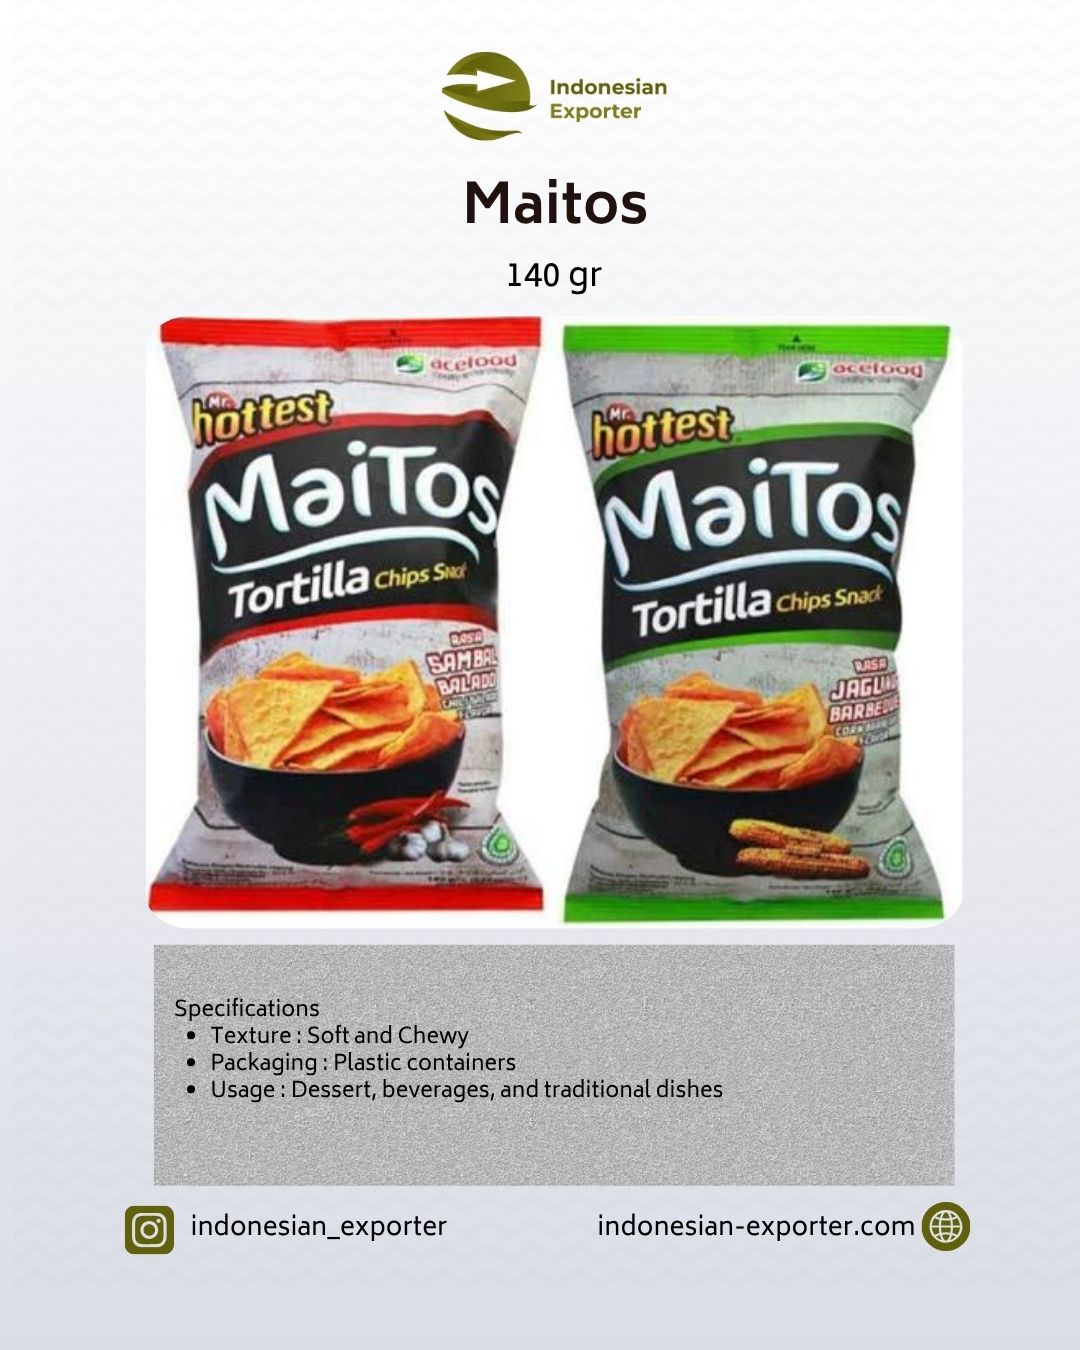 Indonesian
Exporter
Maitos
140 gr
acefood
Mr.
hottest
MaiTos
Tortilla Chips Snack
RASA
SAMBAL
BALADO
acefood
Mr.
hottest
MaiTos
Tortilla Chips Snack
RASA
JAGUNG
BARBEQUE
Specifications
• Texture : Soft and Chewy
• Packaging : Plastic containers
• Usage : Dessert, beverages, and traditional dishes
indonesian_exporter
indonesian-exporter.com